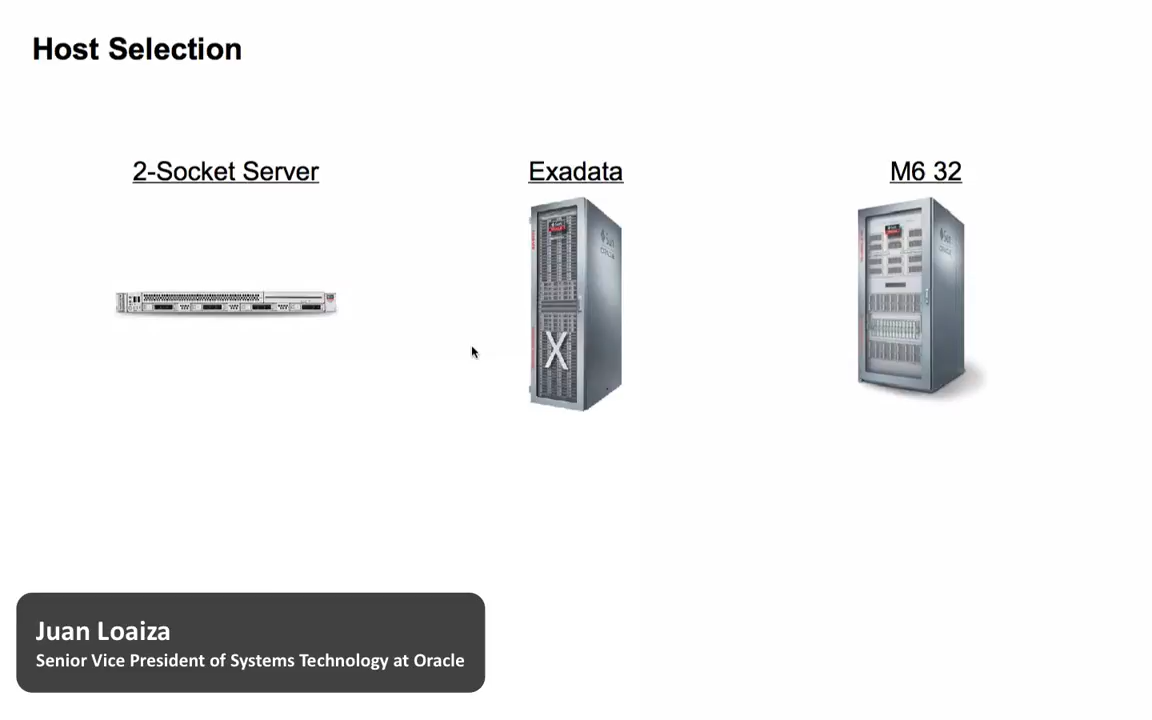 Host Selection
2-Socket Server
Exadata
M6 32
X
Juan Loaiza
Senior Vice President of Systems Technology at Oracle